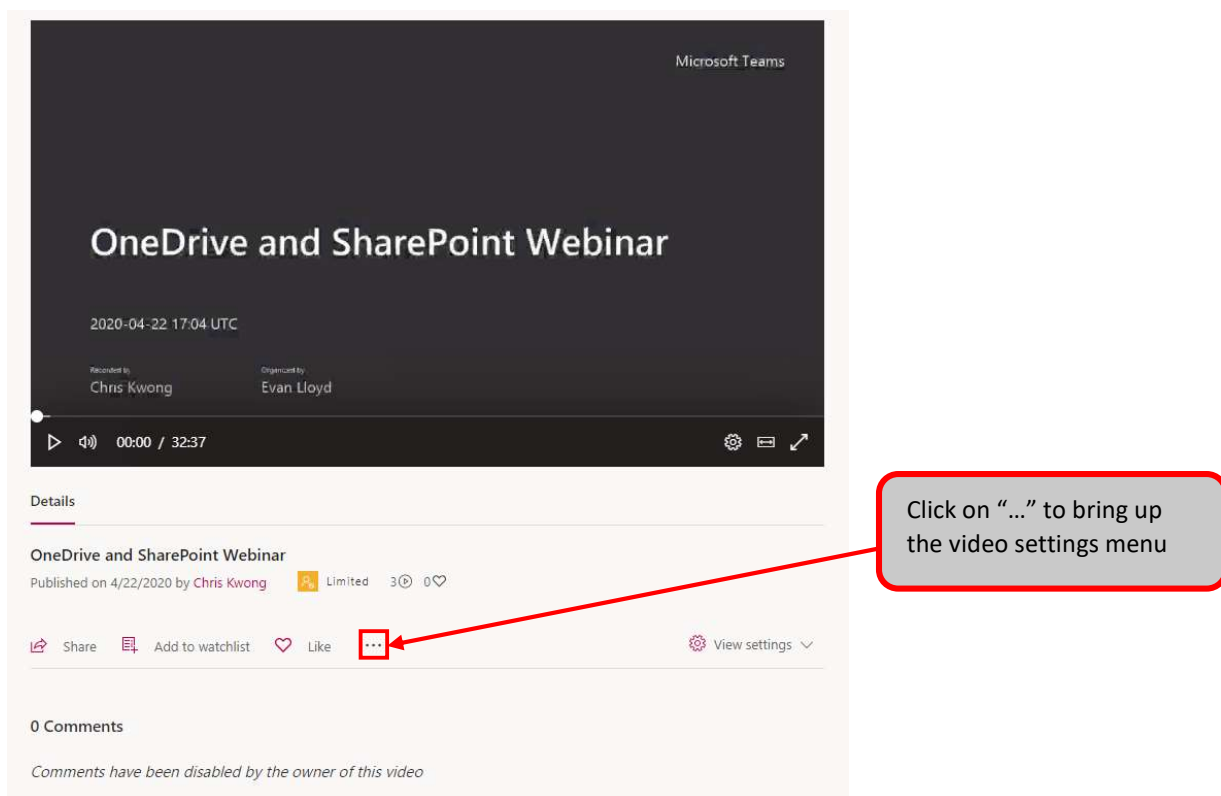 Microsoft Teams
OneDrive and SharePoint Webinar
2020-04-22 17:04 UTC
Recorded by Organized by
Chris Kwong Evan Lloyd
00:00 / 32:37
Details
Click on “…” to bring up
the video settings menu
OneDrive and SharePoint Webinar
Published on 4/22/2020 by Chris Kwong Limited 3 0
Share Add to watchlist Like ... View settings
0 Comments
Comments have been disabled by the owner of this video